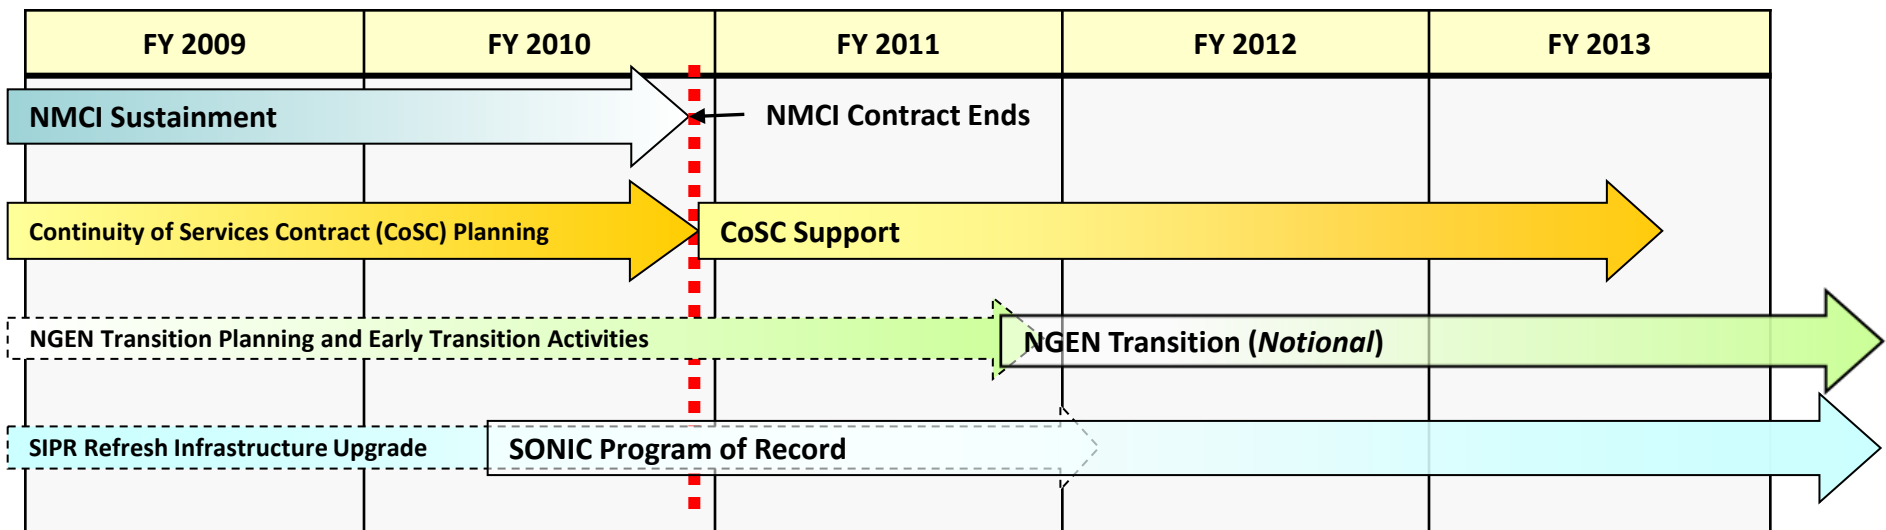 FY 2009
FY 2010
FY 2011
FY 2012
FY 2013
NMCI Sustainment
NMCI Contract Ends
Continuity of Services Contract (CoSC) Planning
CoSC Support
NGEN Transition Planning and Early Transition Activities
NGEN Transition (Notional)
SIPR Refresh Infrastructure Upgrade
SONIC Program of Record